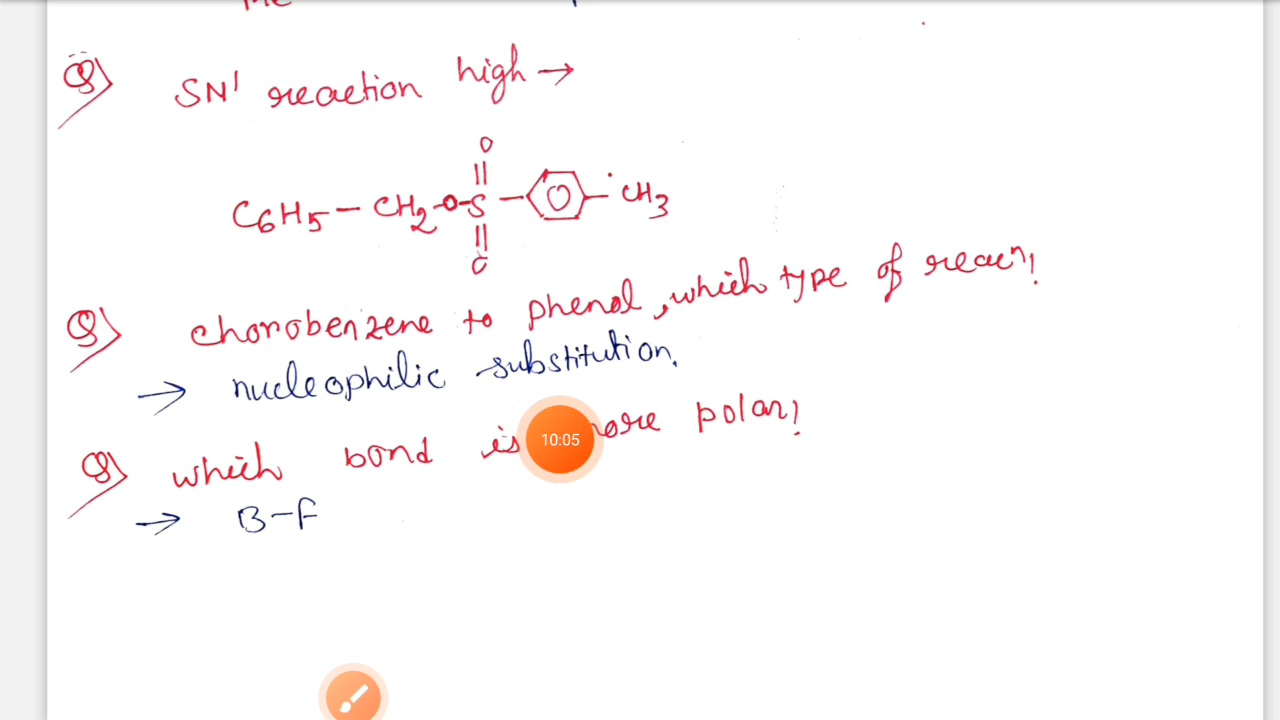 Q) SN1 reaction high →
O
||
C6H5 - CH2-O-S - CH3
||
O
Q) chorobenzene to phenol, which type of reacn!
→ nucleophilic substitution.
Q) which bond is more polar!
10:05
→ B-F